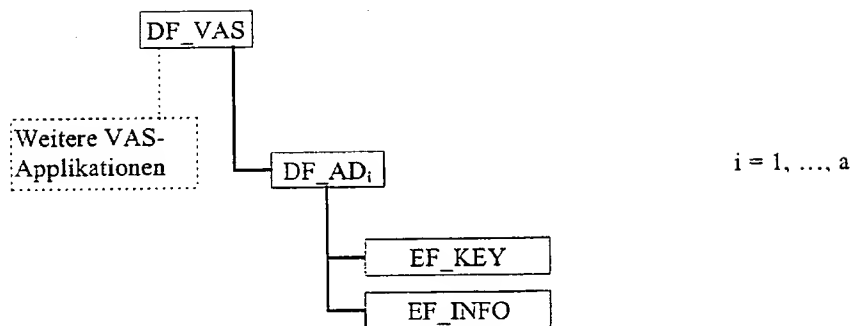 DF_VAS
Weitere VAS-
Applikationen
DF_ADᵢ
i = 1, ..., a
EF_KEY
EF_INFO